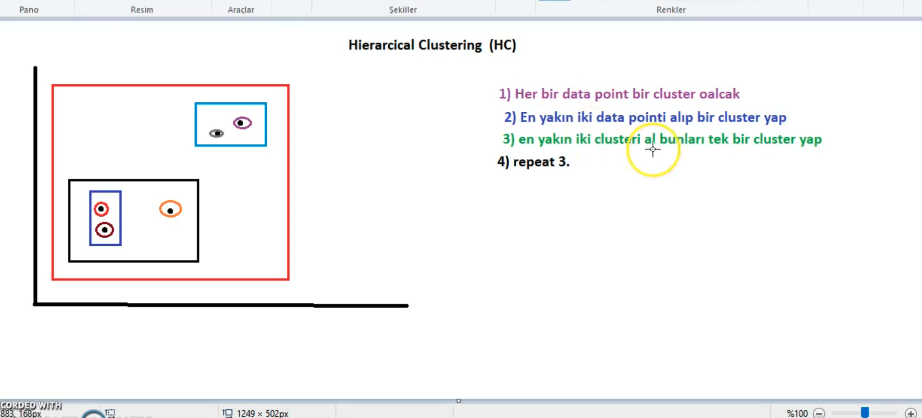 Pano Resim Araçlar Şekiller Renkler
Hierarcical Clustering (HC)
1) Her bir data point bir cluster oalcak
2) En yakın iki data pointi alıp bir cluster yap
3) en yakın iki clusteri al bunları tek bir cluster yap
4) repeat 3.
CORDED WITH
883, 168px 1249 × 502px %100